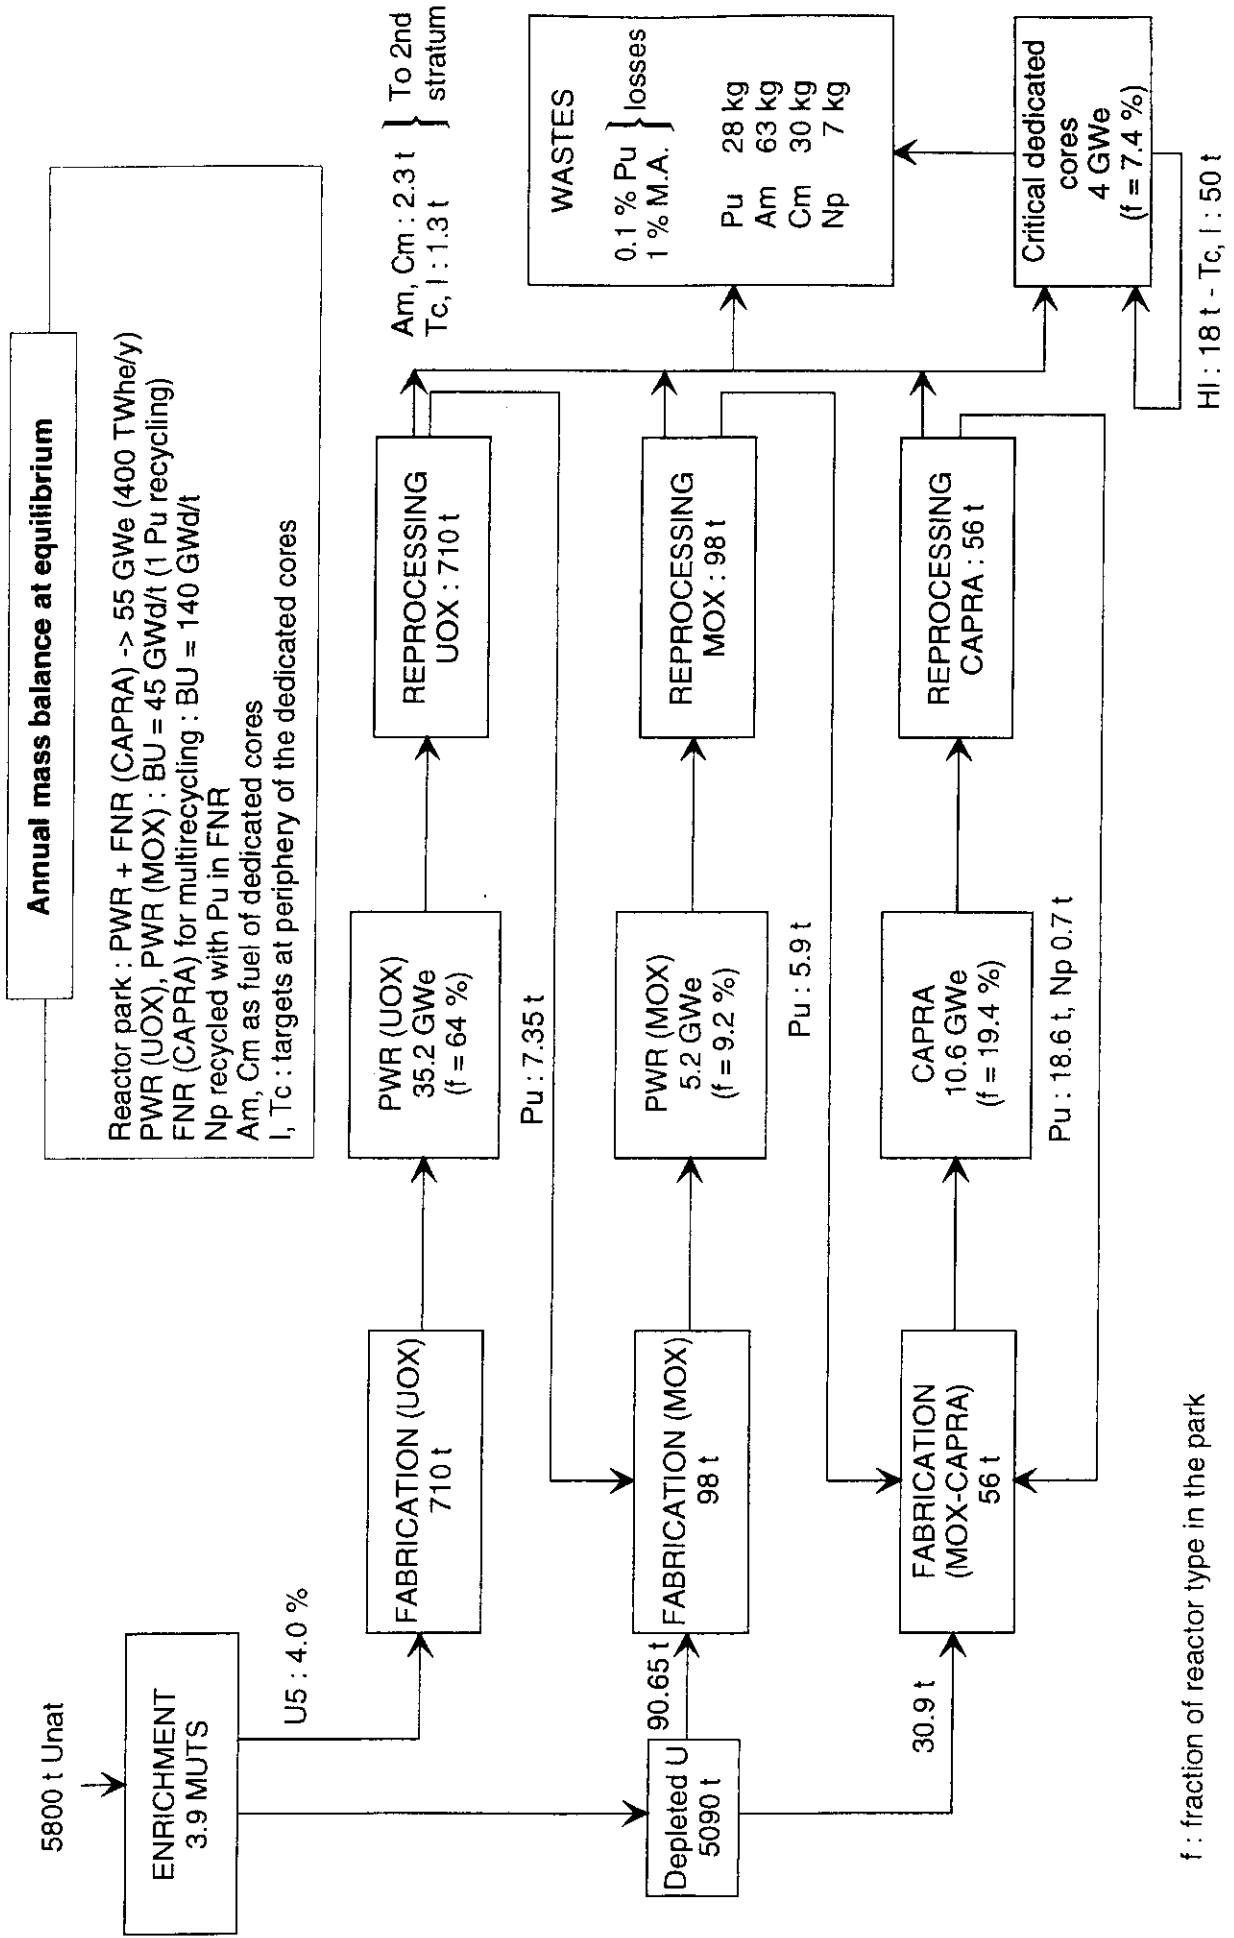 Annual mass balance at equilibrium
Reactor park : PWR + FNR (CAPRA) -> 55 GWe (400 TWhe/y)
PWR (UOX), PWR (MOX) : BU = 45 GWd/t (1 Pu recycling)
FNR (CAPRA) for multirecycling : BU = 140 GWd/t
Np recycled with Pu in FNR
Am, Cm as fuel of dedicated cores
I, Tc : targets at periphery of the dedicated cores
5800 t Unat
ENRICHMENT
3.9 MUTS
U5 : 4.0 %
FABRICATION (UOX)
710 t
PWR (UOX)
35.2 GWe
(f = 64 %)
REPROCESSING
UOX : 710 t
Am, Cm : 2.3 t
Tc, I : 1.3 t
To 2nd
stratum
Pu : 7.35 t
Depleted U
5090 t
90.65 t
FABRICATION (MOX)
98 t
PWR (MOX)
5.2 GWe
(f = 9.2 %)
REPROCESSING
MOX : 98 t
WASTES
0.1 % Pu
1 % M.A.
losses
Pu 28 kg
Am 63 kg
Cm 30 kg
Np 7 kg
Pu : 5.9 t
30.9 t
FABRICATION
(MOX-CAPRA)
56 t
CAPRA
10.6 GWe
(f = 19.4 %)
REPROCESSING
CAPRA : 56 t
Critical dedicated
cores
4 GWe
(f = 7.4 %)
Pu : 18.6 t, Np 0.7 t
HI : 18 t - Tc, I : 50 t
f : fraction of reactor type in the park